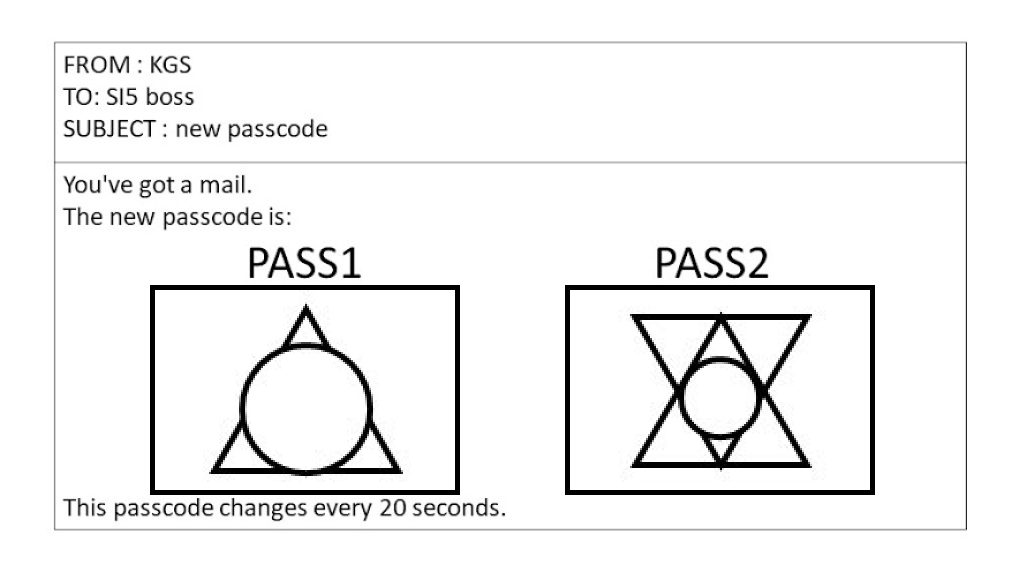 FROM : KGS
TO: SI5 boss
SUBJECT : new passcode
You've got a mail.
The new passcode is:
PASS1 PASS2
This passcode changes every 20 seconds.